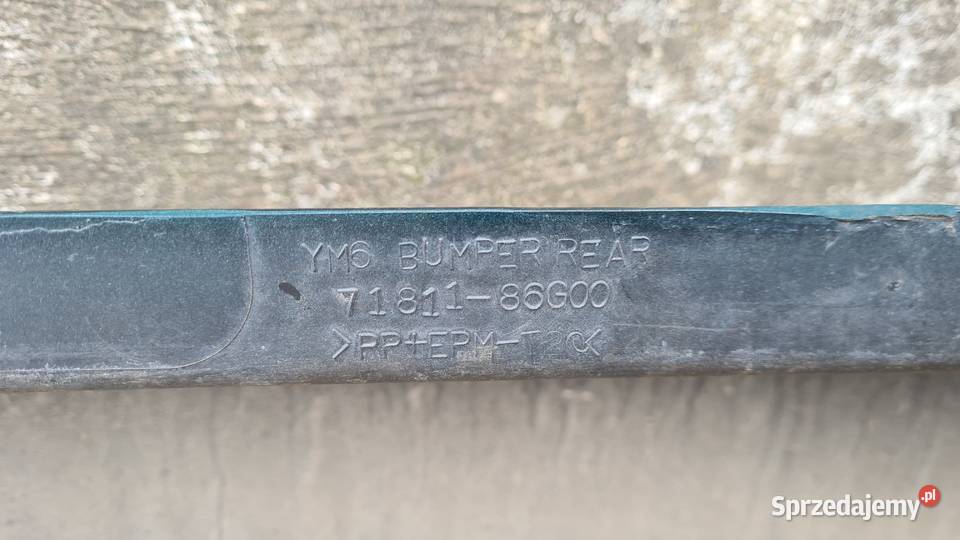 YM6 BUMPER REAR
71811-86G00
>PP+EPM-T20<
Sprzedajemy.pl